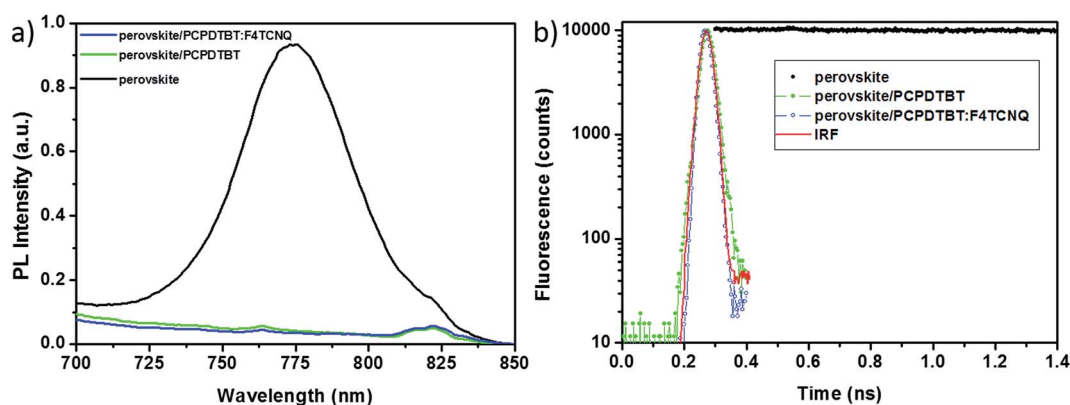 a)
perovskite/PCPDTBT:F4TCNQ
perovskite/PCPDTBT
perovskite
PL Intensity (a.u.)
1.0
0.8
0.6
0.4
0.2
0.0
700
725
750
775
800
825
850
Wavelength (nm)
b)
perovskite
perovskite/PCPDTBT
perovskite/PCPDTBT:F4TCNQ
IRF
Fluorescence (counts)
10000
1000
100
10
0.0
0.2
0.4
0.6
0.8
1.0
1.2
1.4
Time (ns)